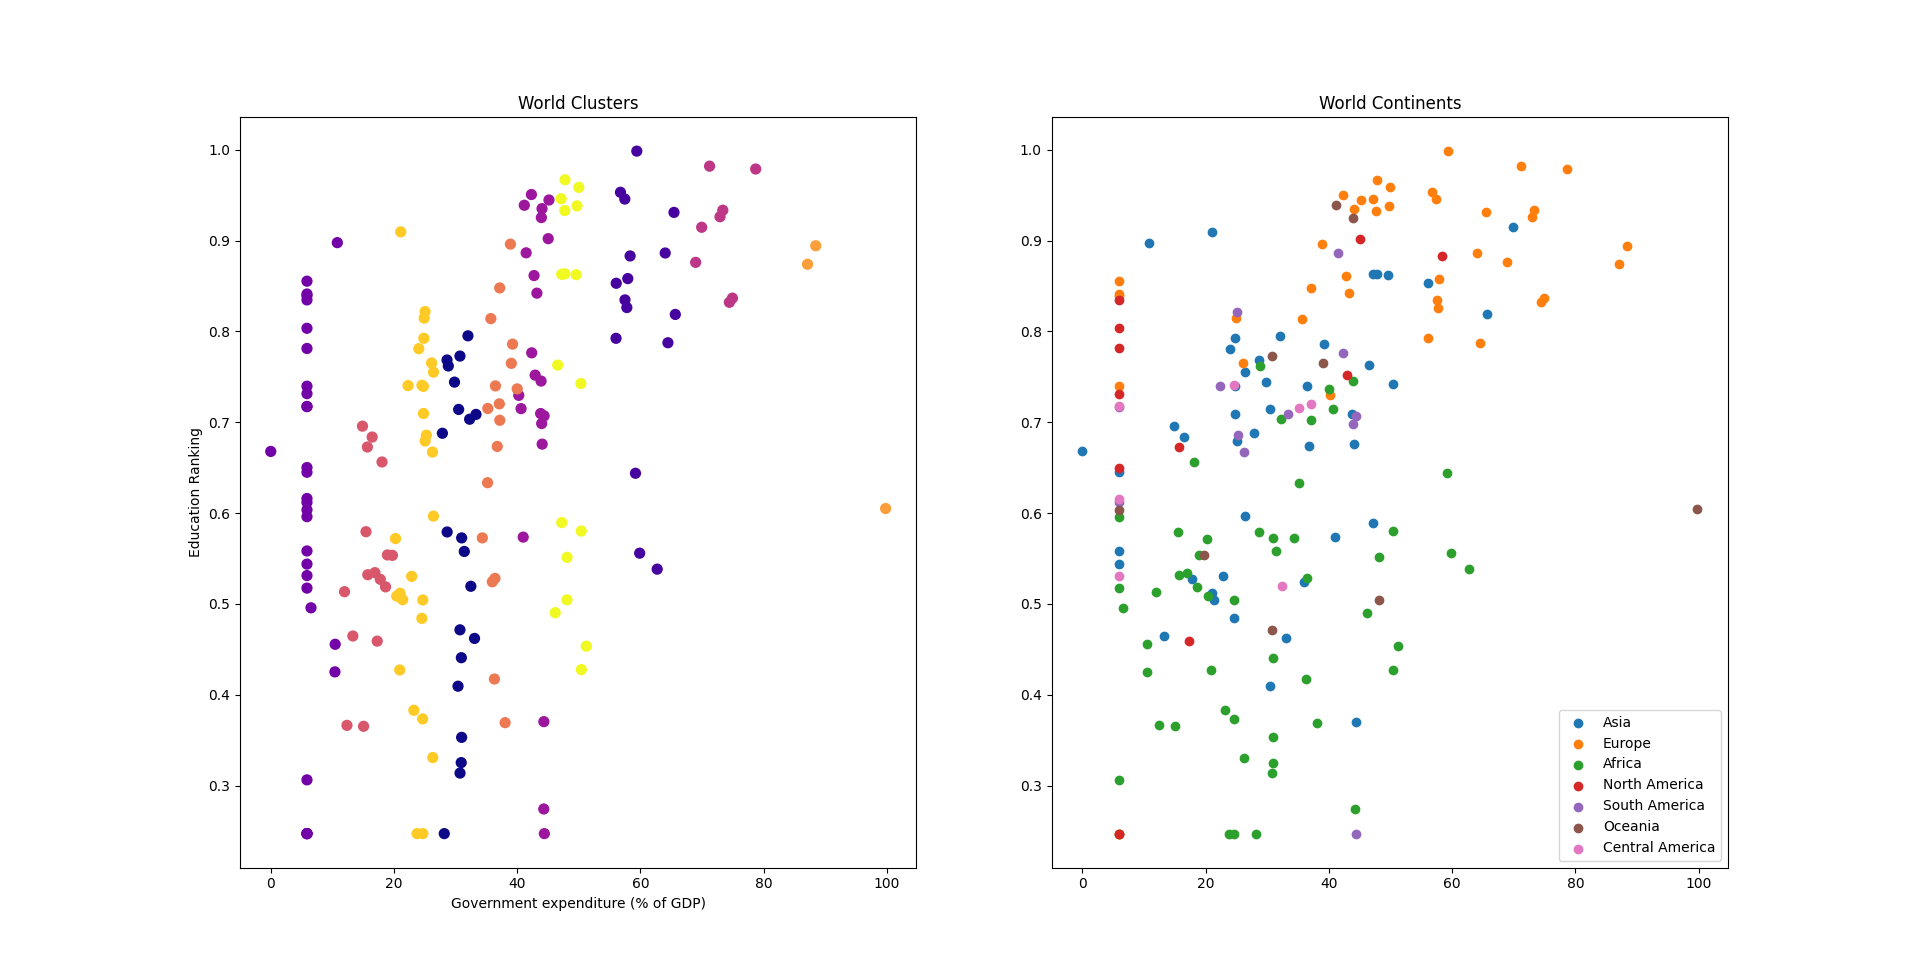 World Clusters
Education Ranking
1.0
0.9
0.8
0.7
0.6
0.5
0.4
0.3
0 20 40 60 80 100
Government expenditure (% of GDP)
World Continents
1.0
0.9
0.8
0.7
0.6
0.5
0.4
0.3
Asia
Europe
Africa
North America
South America
Oceania
Central America
0 20 40 60 80 100